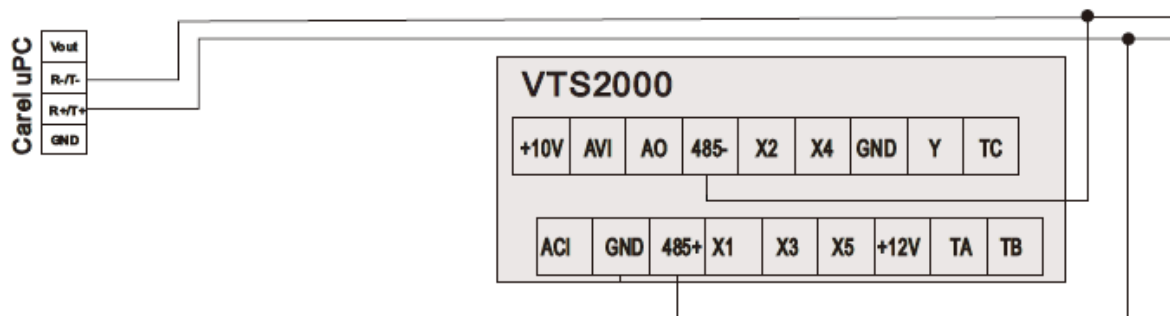 Carel uPC
Vout
R-/T-
R+/T+
GND
VTS2000
+10V AVI AO 485- X2 X4 GND Y TC
ACI GND 485+ X1 X3 X5 +12V TA TB